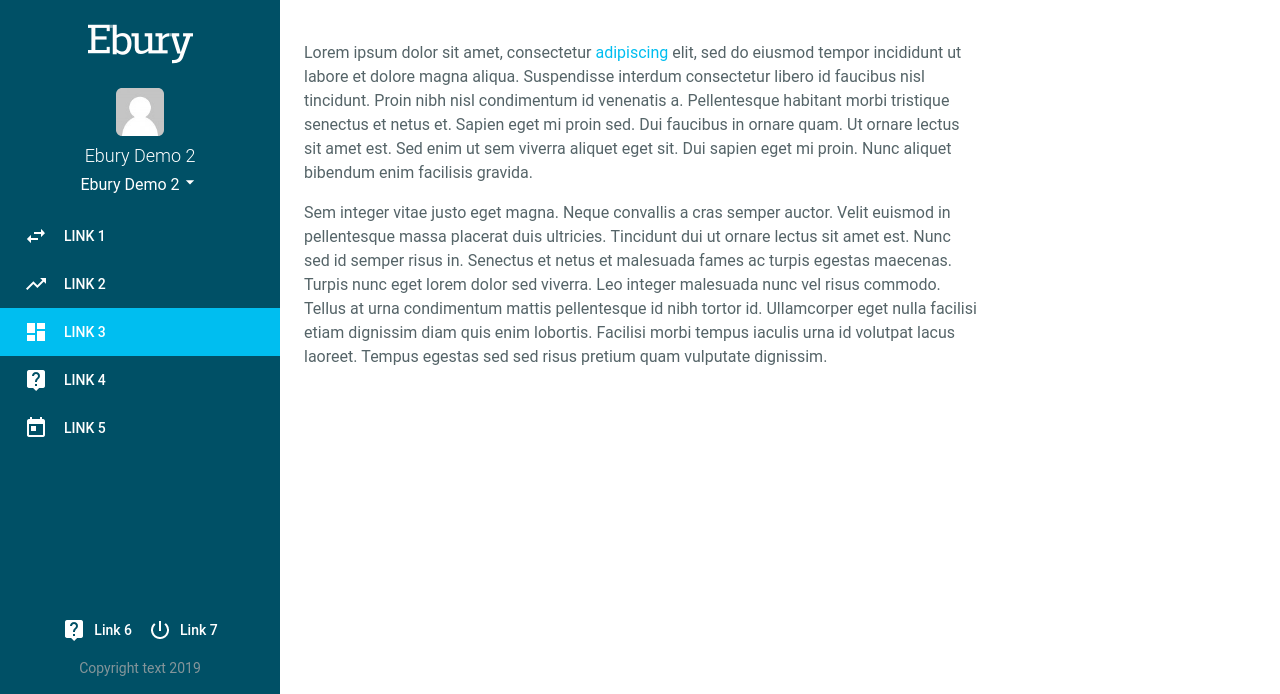 Ebury
Ebury Demo 2
Ebury Demo 2
LINK 1
LINK 2
LINK 3
LINK 4
LINK 5
Link 6 Link 7
Copyright text 2019
Lorem ipsum dolor sit amet, consectetur adipiscing elit, sed do eiusmod tempor incididunt ut
labore et dolore magna aliqua. Suspendisse interdum consectetur libero id faucibus nisl
tincidunt. Proin nibh nisl condimentum id venenatis a. Pellentesque habitant morbi tristique
senectus et netus et. Sapien eget mi proin sed. Dui faucibus in ornare quam. Ut ornare lectus
sit amet est. Sed enim ut sem viverra aliquet eget sit. Dui sapien eget mi proin. Nunc aliquet
bibendum enim facilisis gravida.
Sem integer vitae justo eget magna. Neque convallis a cras semper auctor. Velit euismod in
pellentesque massa placerat duis ultricies. Tincidunt dui ut ornare lectus sit amet est. Nunc
sed id semper risus in. Senectus et netus et malesuada fames ac turpis egestas maecenas.
Turpis nunc eget lorem dolor sed viverra. Leo integer malesuada nunc vel risus commodo.
Tellus at urna condimentum mattis pellentesque id nibh tortor id. Ullamcorper eget nulla facilisi
etiam dignissim diam quis enim lobortis. Facilisi morbi tempus iaculis urna id volutpat lacus
laoreet. Tempus egestas sed sed risus pretium quam vulputate dignissim.